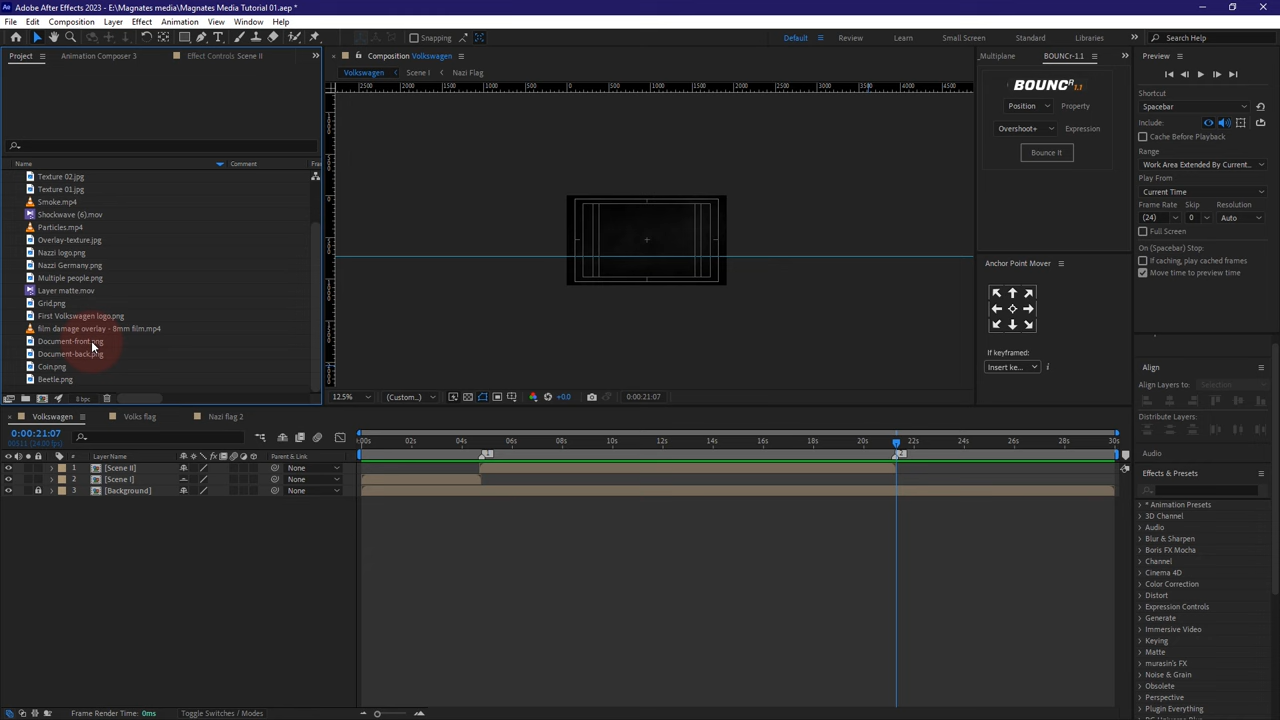 Adobe After Effects 2023 - E:\Magnates media\Magnates Media Tutorial 01.aep *
File Edit Composition Layer Effect Animation View Window Help
Snapping
Default Review Learn Small Screen Standard Libraries Search Help
Project Animation Composer 3 Effect Controls Scene II
Composition Volkswagen
Volkswagen Scene I Nazi Flag
Multiplane BOUNCr-1.1
BOUNCr 1.1
Position Property
Overshoot+ Expression
Bounce It
Anchor Point Mover
If keyframed:
Insert ke...
Preview
Shortcut
Spacebar
Include:
Cache Before Playback
Range
Work Area Extended By Current...
Play From
Current Time
Frame Rate Skip Resolution
(24) 0 Auto
Full Screen
On (Spacebar) Stop:
If caching, play cached frames
Move time to preview time
Name Comment
Texture 02.jpg
Texture 01.jpg
Smoke.mp4
Shockwave (6).mov
Particles.mp4
Overlay-texture.jpg
Nazzi logo.png
Nazzi Germany.png
Multiple people.png
Layer matte.mov
Grid.png
First Volkswagen logo.png
film damage overlay - 8mm film.mp4
Document-front.png
Document-back.png
Coin.png
Beetle.png
8 bpc
12.5% (Custom...) +0.0 0:00:21:07
Align
Align Layers to: Selection
Distribute Layers:
Audio
Effects & Presets
* Animation Presets
3D Channel
Audio
Blur & Sharpen
Boris FX Mocha
Channel
Cinema 4D
Color Correction
Distort
Expression Controls
Generate
Immersive Video
Keying
Matte
murasin's FX
Noise & Grain
Obsolete
Perspective
Plugin Everything
Volkswagen Volks flag Nazi flag 2
0:00:21:07
# Layer Name Parent & Link
1 [Scene II] None
2 [Scene I] None
3 [Background] None
02s 04s 06s 08s 10s 12s 14s 16s 18s 20s 22s 24s 26s 28s 30s
Frame Render Time: 0ms Toggle Switches / Modes